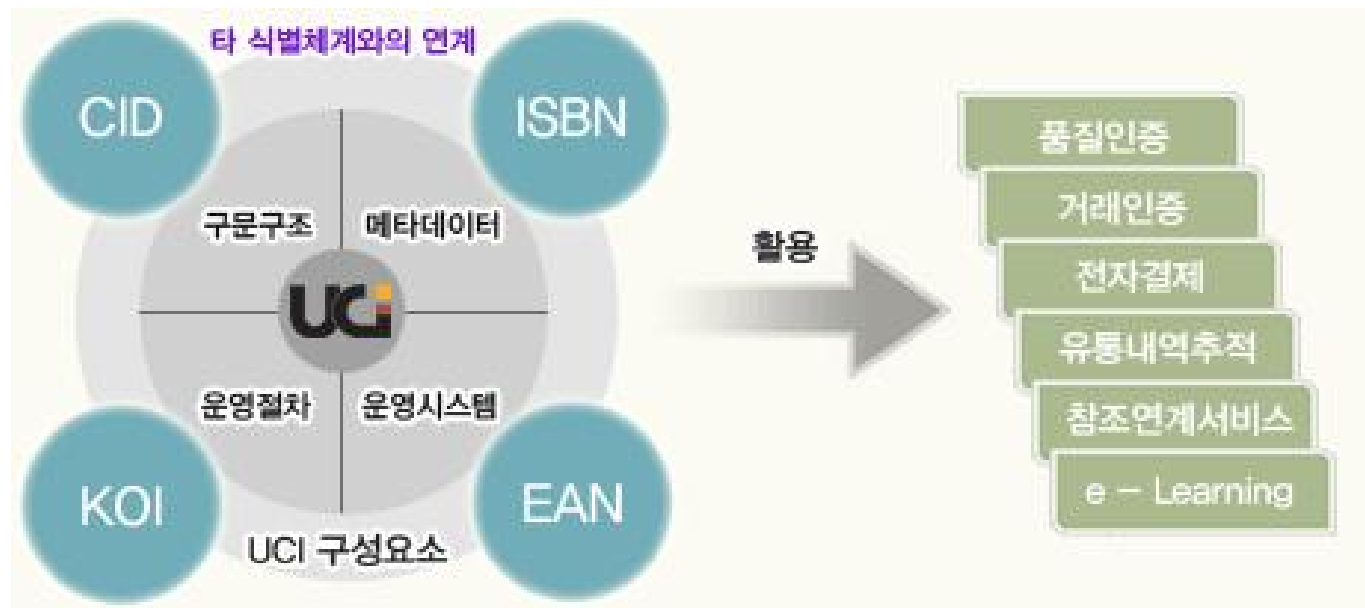 타 식별체계와의 연계
CID
ISBN
구문구조
메타데이터
UCi
운영절차
운영시스템
KOI
EAN
UCI 구성요소
활용
품질인증
거래인증
전자결제
유통내역추적
참조연계서비스
e - Learning